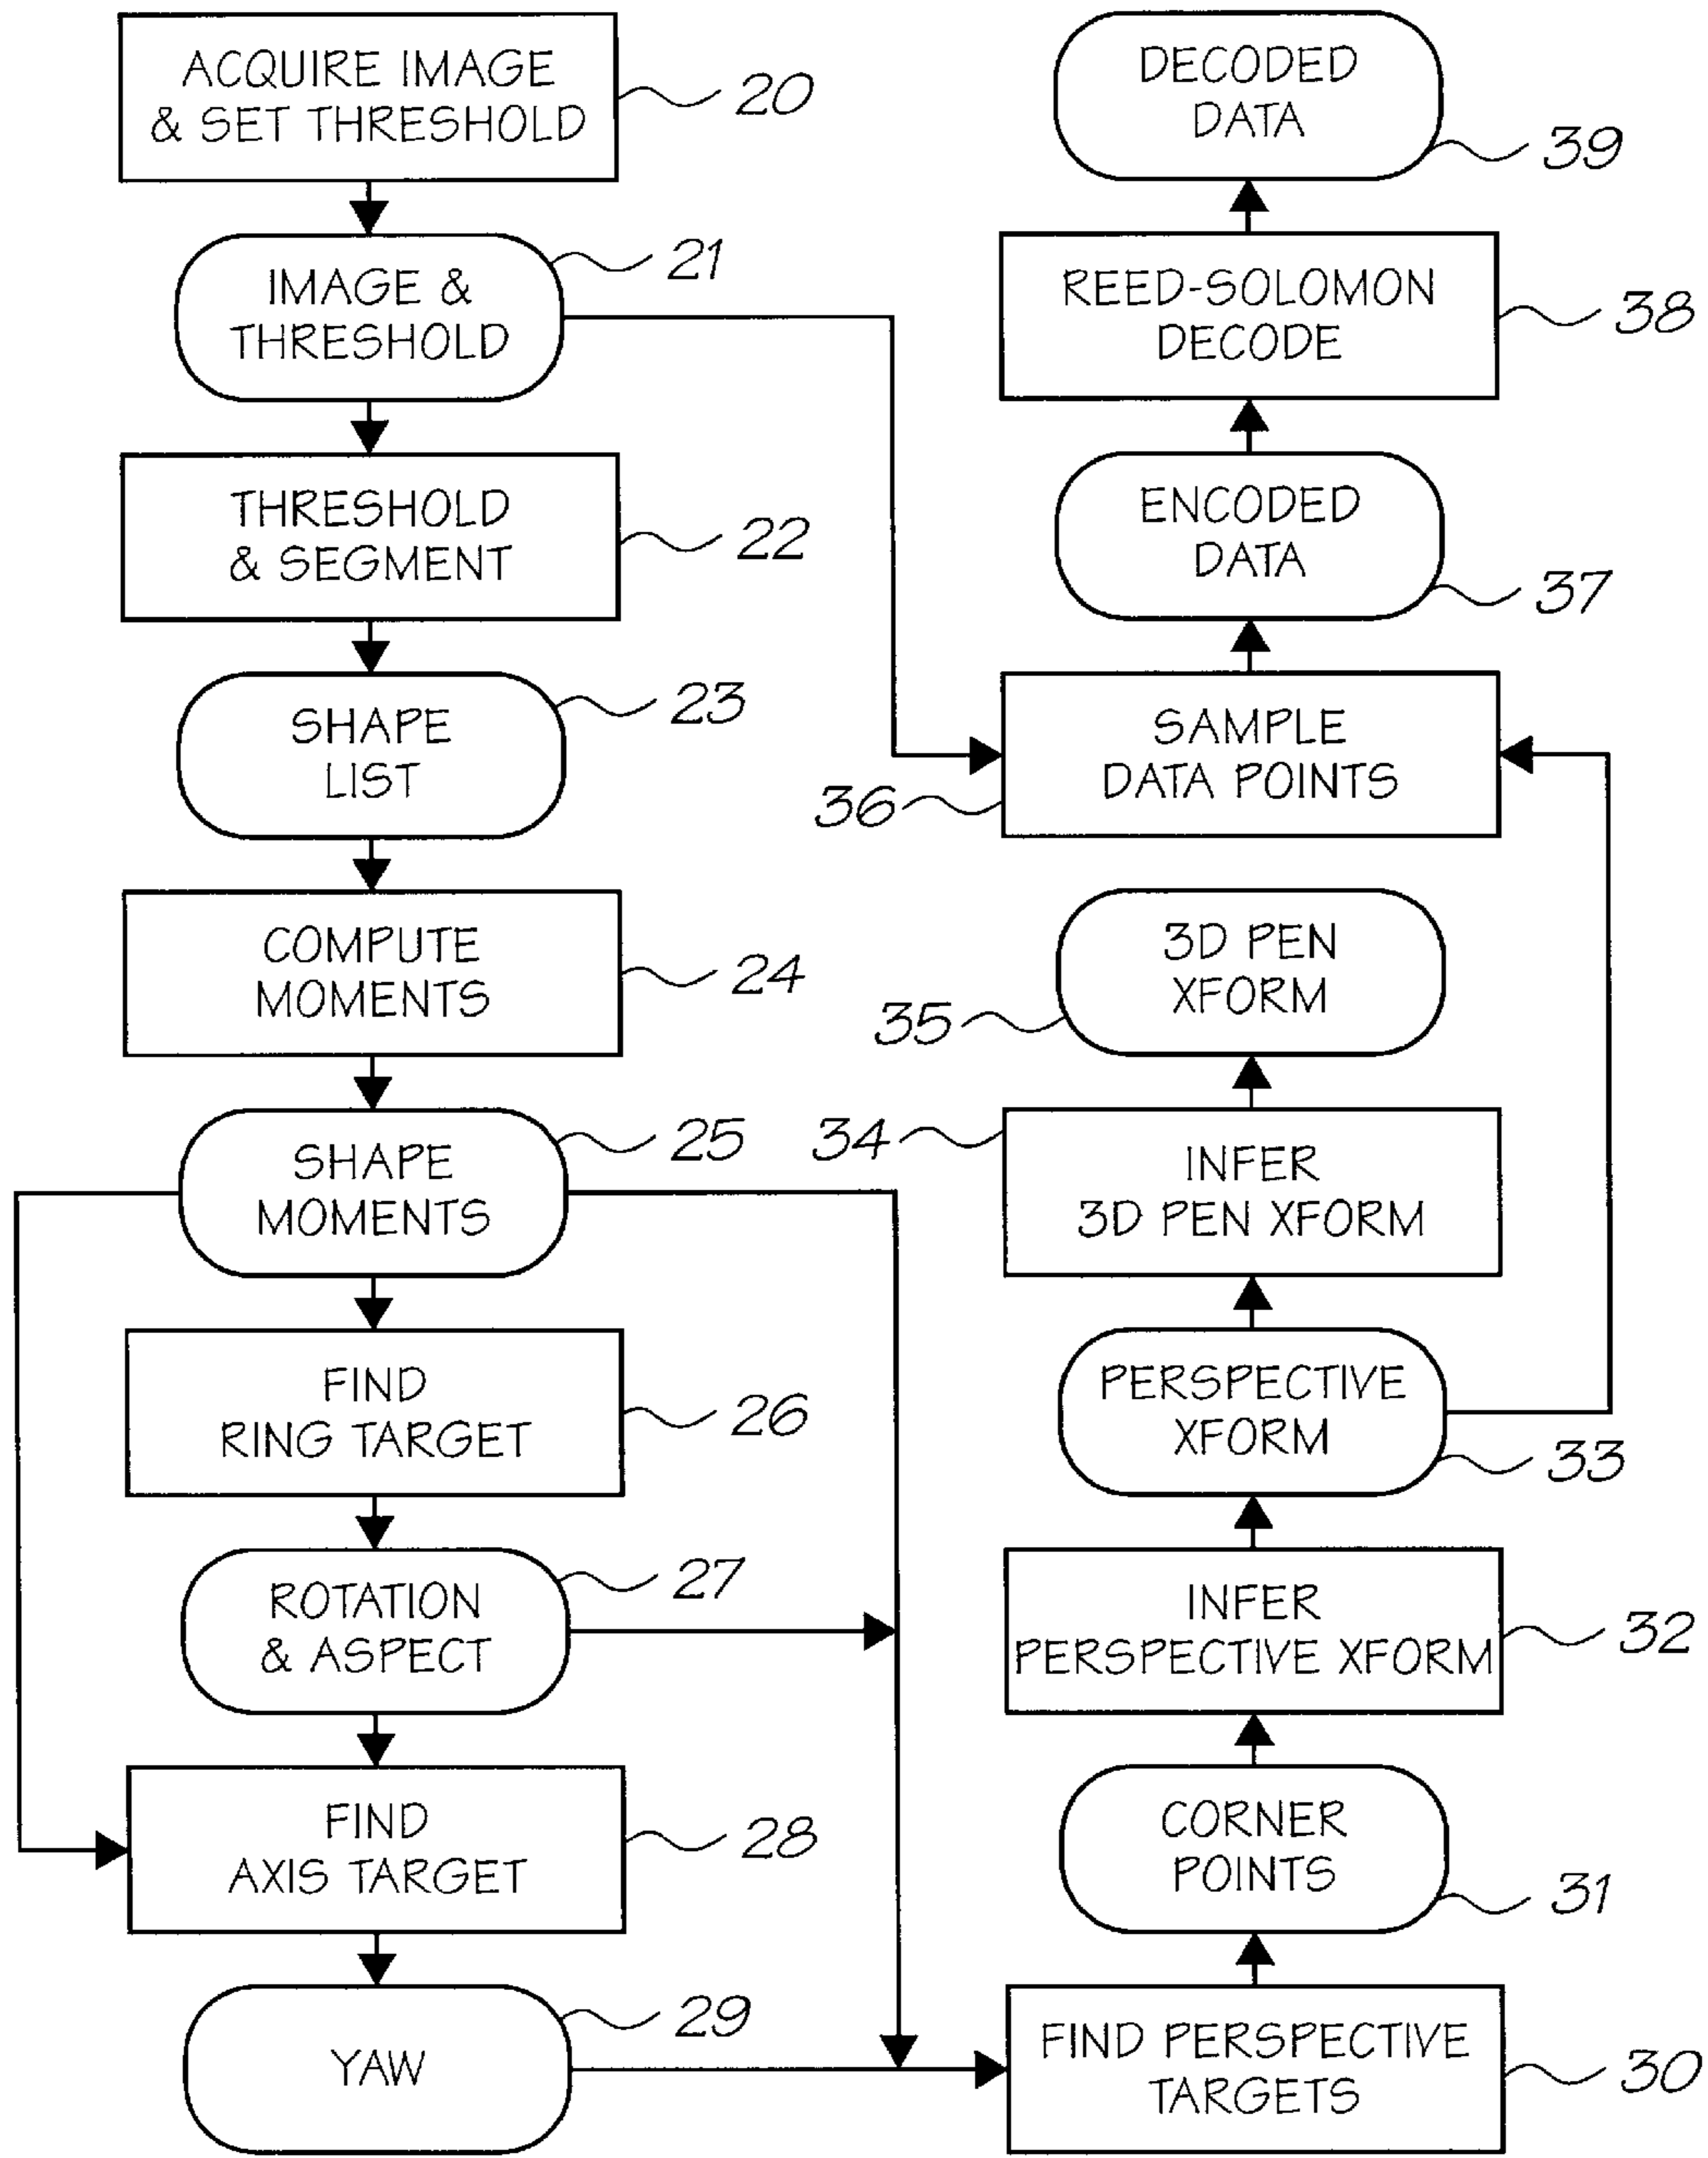 ACQUIRE IMAGE
& SET THRESHOLD
20
IMAGE &
THRESHOLD
21
THRESHOLD
& SEGMENT
22
SHAPE
LIST
23
COMPUTE
MOMENTS
24
SHAPE
MOMENTS
25
FIND
RING TARGET
26
ROTATION
& ASPECT
27
FIND
AXIS TARGET
28
YAW
29
DECODED
DATA
39
REED-SOLOMON
DECODE
38
ENCODED
DATA
37
SAMPLE
DATA POINTS
36
3D PEN
XFORM
35
INFER
3D PEN XFORM
34
PERSPECTIVE
XFORM
33
INFER
PERSPECTIVE XFORM
32
CORNER
POINTS
31
FIND PERSPECTIVE
TARGETS
30